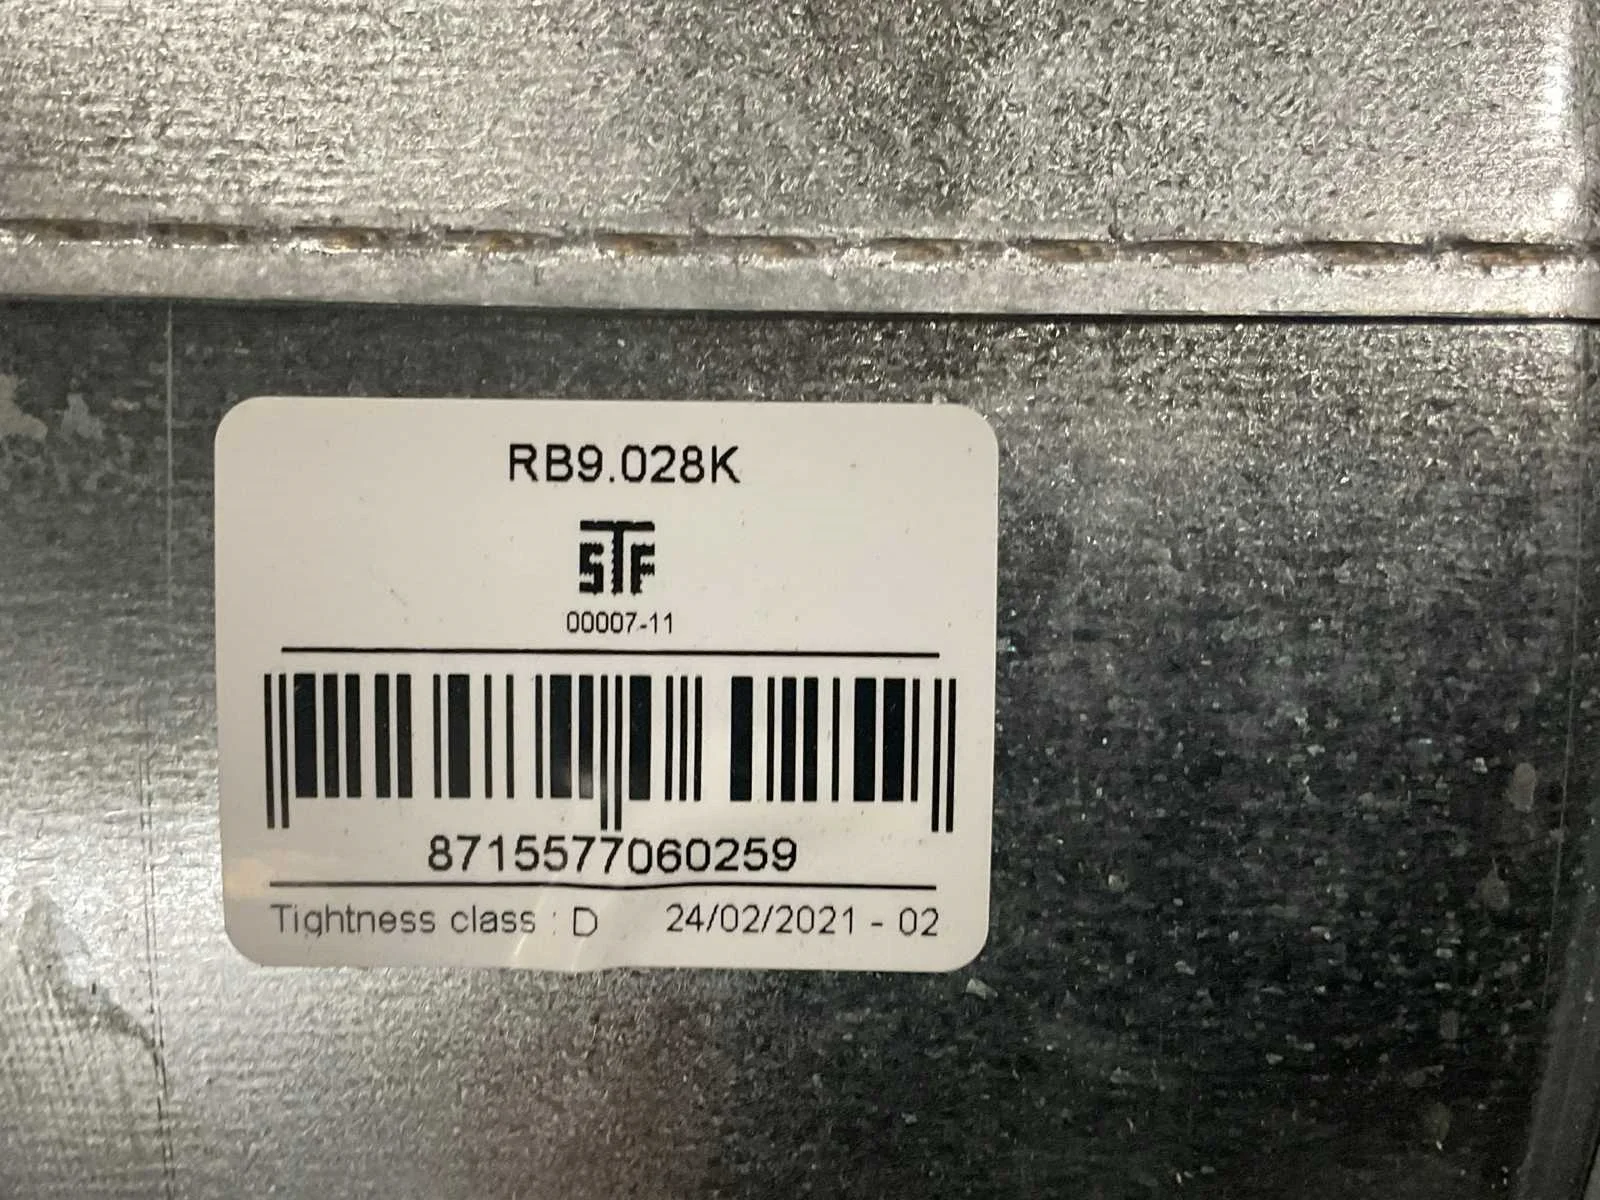 RB9.028K
STF
00007-11
8715577060259
Tightness class : D 24/02/2021 - 02